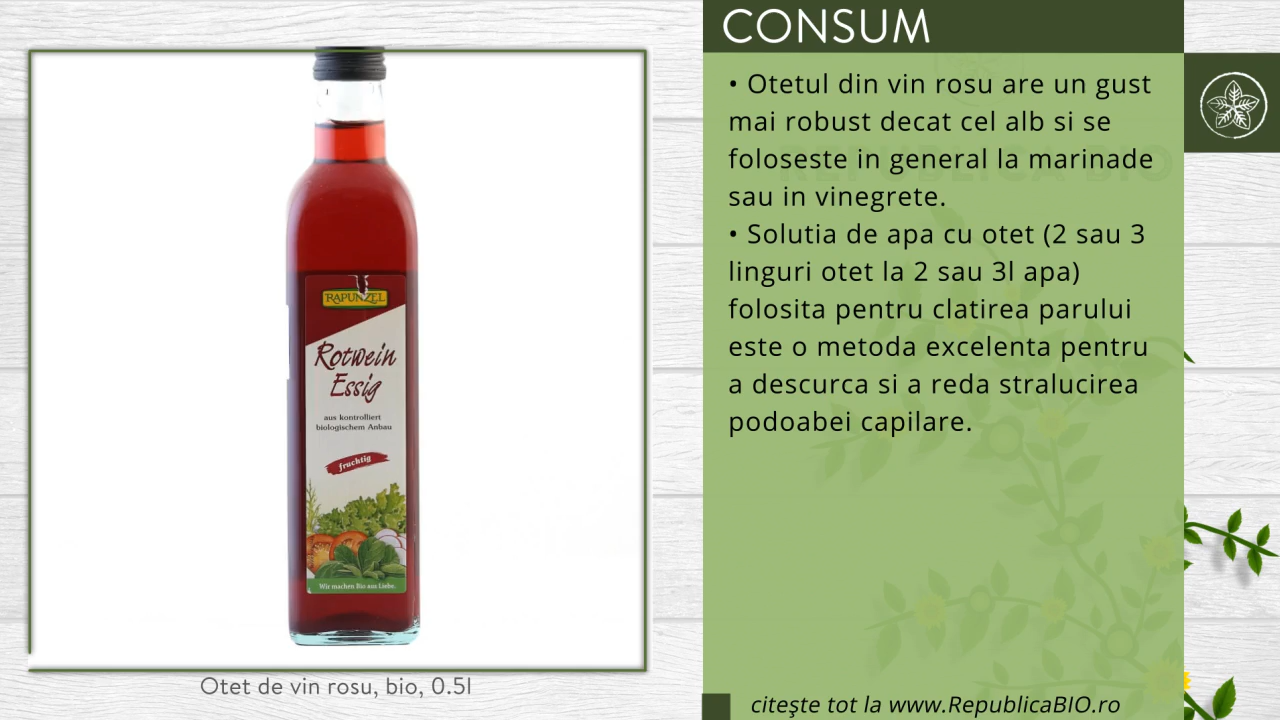 CONSUM
• Otetul din vin rosu are un gust
mai robust decat cel alb si se
foloseste in general la marinade
sau in vinegrete.
• Solutia de apa cu otet (2 sau 3
linguri otet la 2 sau 3l apa)
folosita pentru clatirea parului
este o metoda excelenta pentru
a descurca si a reda stralucirea
podoabei capilare.
REPUBLICA BIO
RAPUNZEL
Rotwein
Essig
aus kontrolliert
biologischem Anbau
fruchtig
Wir machen Bio aus Liebe.
Otet de vin rosu, bio, 0.5l
citeşte tot la www.RepublicaBIO.ro